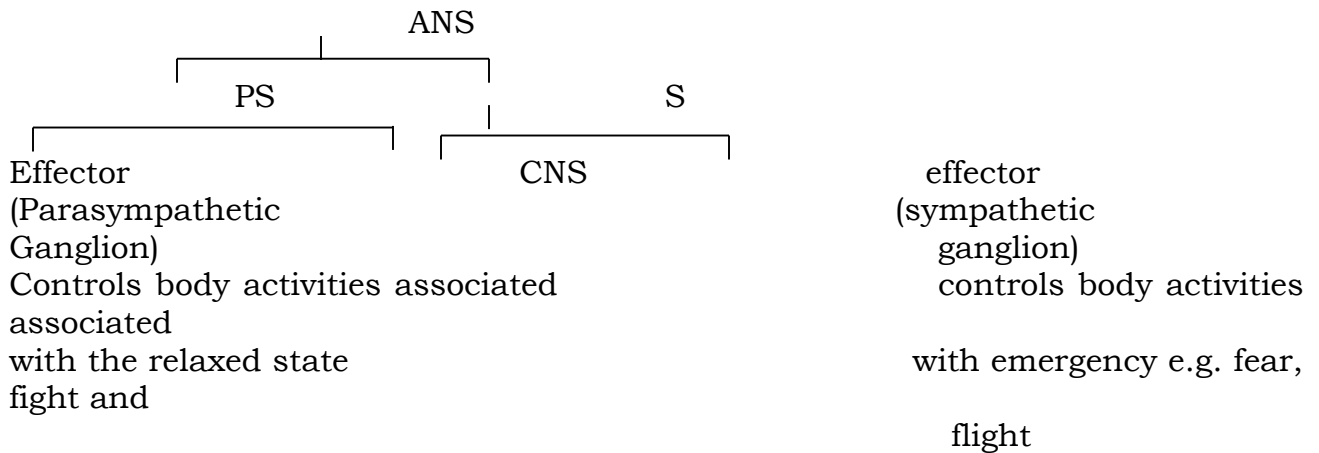 ANS
PS S
Effector CNS effector
(Parasympathetic (sympathetic
Ganglion) ganglion)
Controls body activities associated controls body activities
associated
with the relaxed state with emergency e.g. fear,
fight and
flight